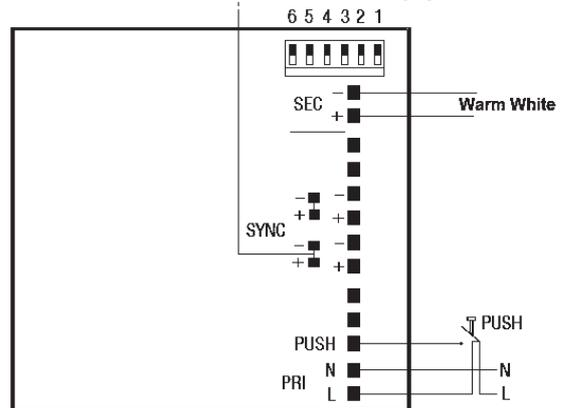 6 5 4 3 2 1
SEC −
+
Warm White
− −
+ +
SYNC
− −
+ +
PUSH
PUSH
PRI
N N
L L